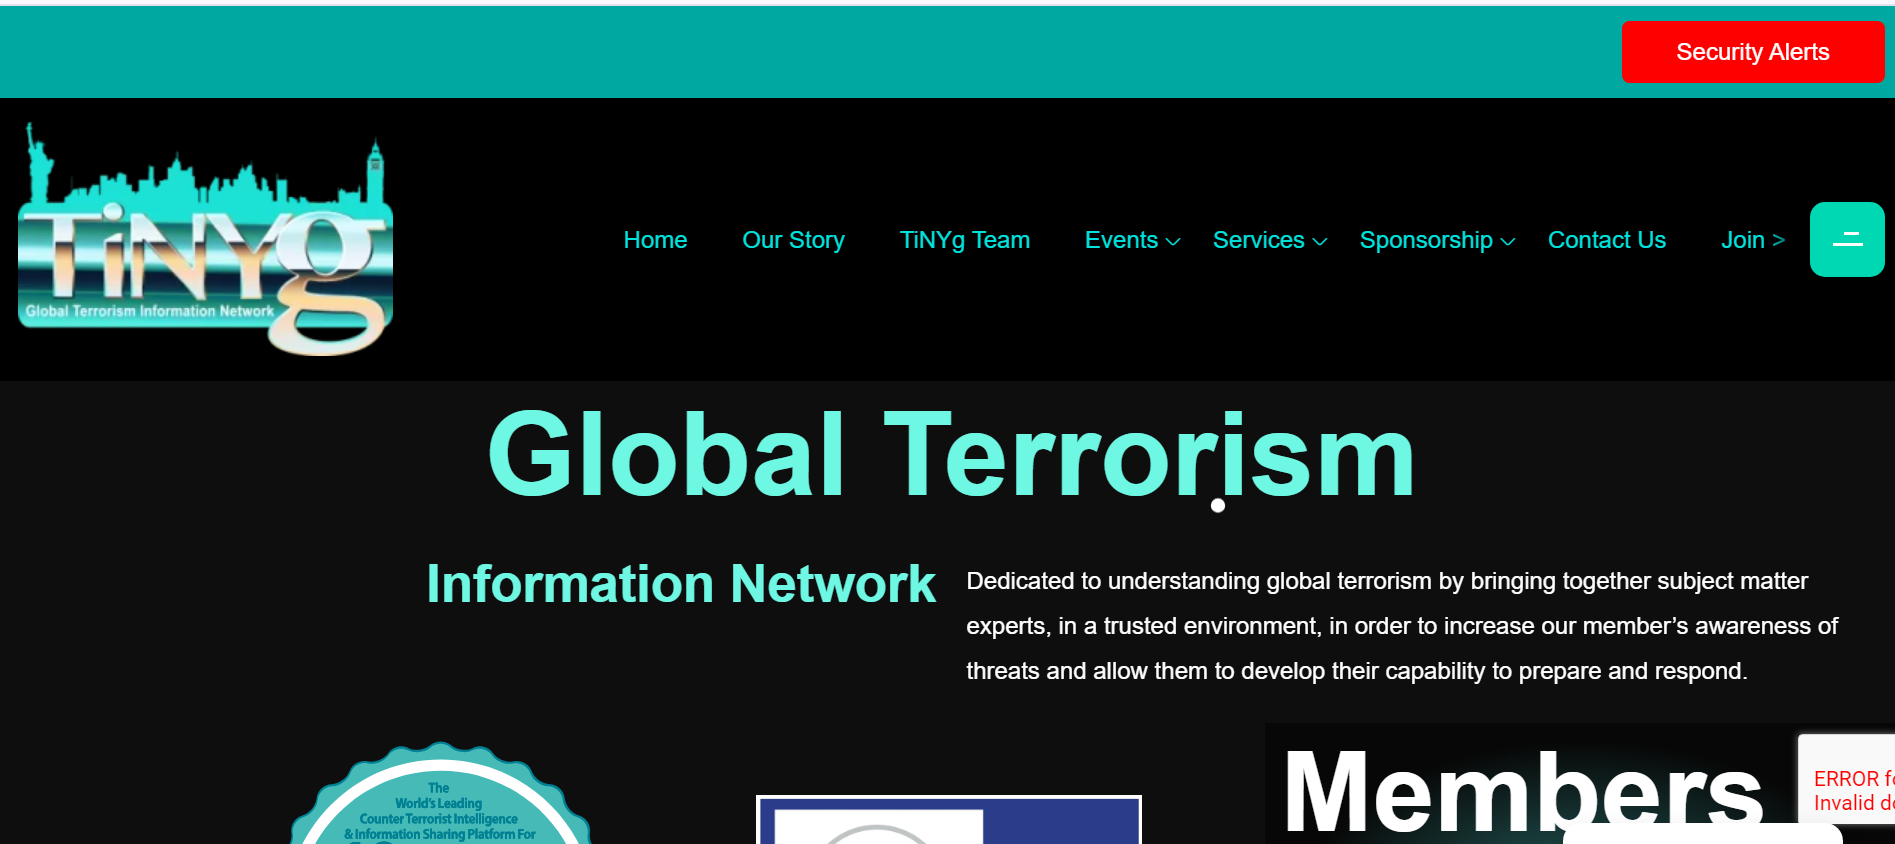 Security Alerts
TiNYg
Global Terrorism Information Network
Home Our Story TiNYg Team Events Services Sponsorship Contact Us Join >
Global Terrorism
Information Network
Dedicated to understanding global terrorism by bringing together subject matter
experts, in a trusted environment, in order to increase our member’s awareness of
threats and allow them to develop their capability to prepare and respond.
The
World's Leading
Counter Terrorist Intelligence
& Information Sharing Platform For
Members
ERROR
Invalid